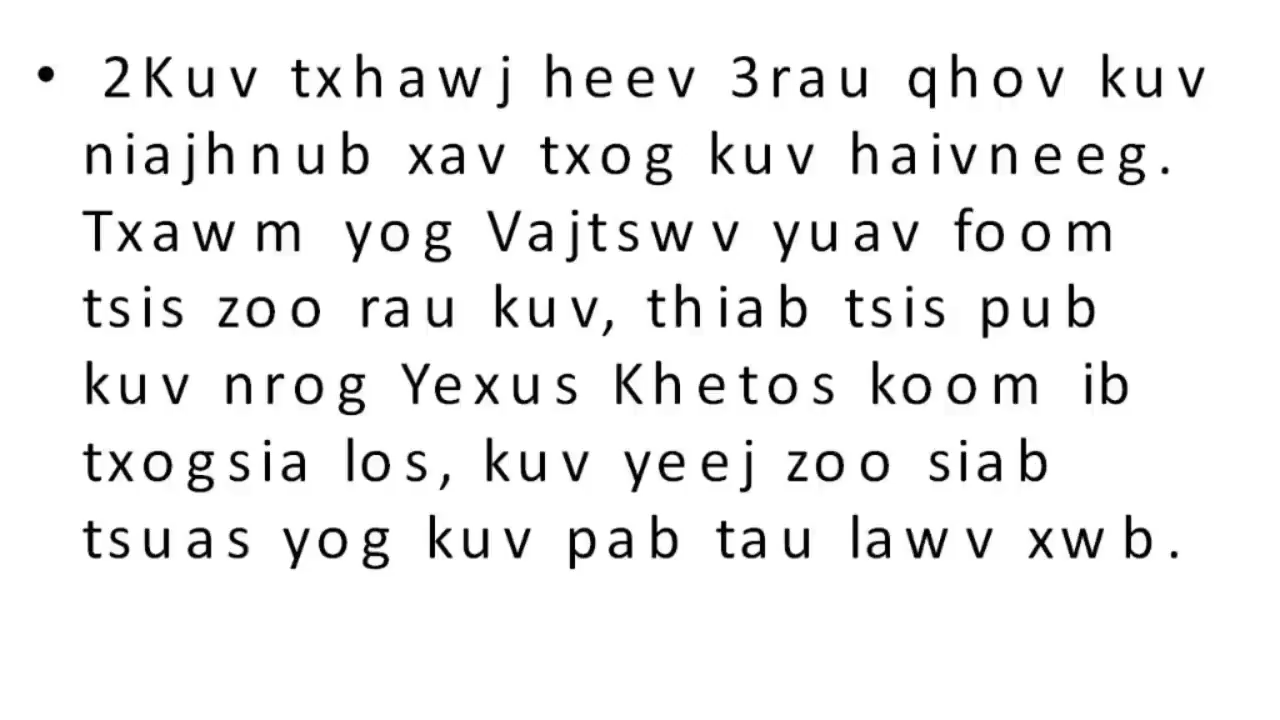 • 2Kuv txhawj heev 3rau qhov kuv
niajhnub xav txog kuv haivneeg.
Txawm yog Vajtswv yuav foom
tsis zoo rau kuv, thiab tsis pub
kuv nrog Yexus Khetos koom ib
txogsia los, kuv yeej zoo siab
tsuas yog kuv pab tau lawv xwb.